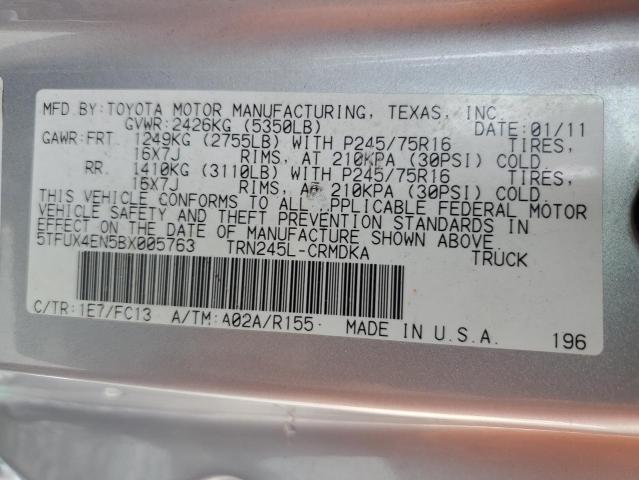 MFD BY: TOYOTA MOTOR MANUFACTURING, TEXAS, INC.
GVWR: 2426KG (5350LB) DATE: 01/11
GAWR: FRT 1249KG (2755LB) WITH P245/75R16 TIRES,
16X7J RIMS, AT 210KPA (30PSI) COLD.
RR. 1410KG (3110LB) WITH P245/75R16 TIRES,
16X7J RIMS, AT 210KPA (30PSI) COLD.
THIS VEHICLE CONFORMS TO ALL APPLICABLE FEDERAL MOTOR
VEHICLE SAFETY AND THEFT PREVENTION STANDARDS IN
EFFECT ON THE DATE OF MANUFACTURE SHOWN ABOVE.
5TFUX4EN5BX005763 TRN245L-CRMDKA TRUCK
C/TR: 1E7/FC13 A/TM: A02A/R155 MADE IN U.S.A. 196